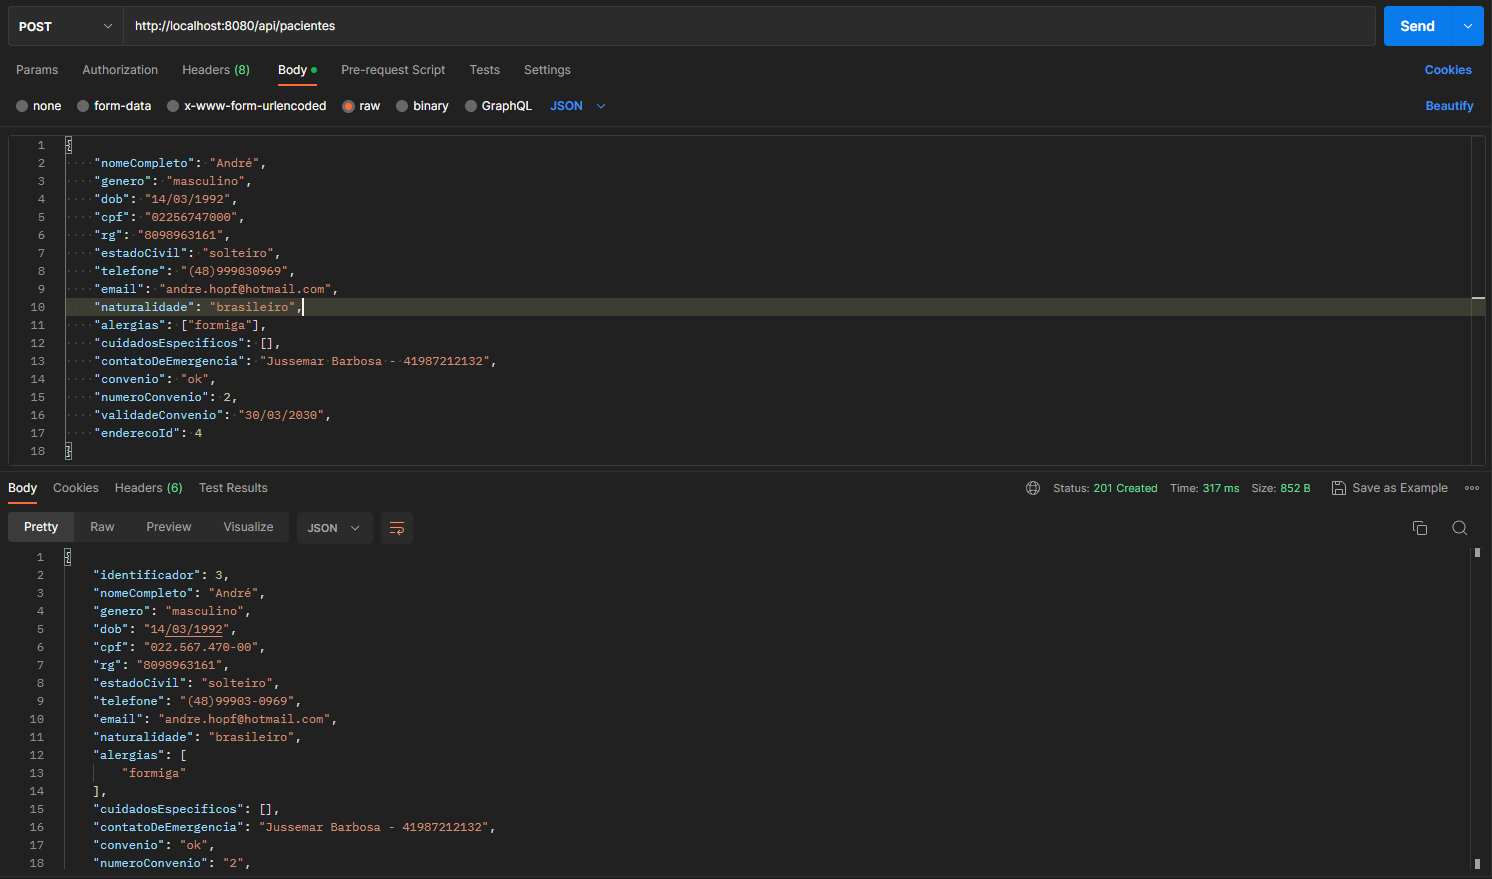 POST http://localhost:8080/api/pacientes Send
Params Authorization Headers (8) Body Pre-request Script Tests Settings Cookies
none form-data x-www-form-urlencoded raw binary GraphQL JSON Beautify
1 {
2 "nomeCompleto": "André",
3 "genero": "masculino",
4 "dob": "14/03/1992",
5 "cpf": "02256747000",
6 "rg": "8098963161",
7 "estadoCivil": "solteiro",
8 "telefone": "(48)999030969",
9 "email": "andre.hopf@hotmail.com",
10 "naturalidade": "brasileiro",
11 "alergias": ["formiga"],
12 "cuidadosEspecificos": [],
13 "contatoDeEmergencia": "Jussemar Barbosa - 41987212132",
14 "convenio": "ok",
15 "numeroConvenio": 2,
16 "validadeConvenio": "30/03/2030",
17 "enderecoId": 4
18 }
Body Cookies Headers (6) Test Results Status: 201 Created Time: 317 ms Size: 852 B Save as Example
Pretty Raw Preview Visualize JSON
1 {
2 "identificador": 3,
3 "nomeCompleto": "André",
4 "genero": "masculino",
5 "dob": "14/03/1992",
6 "cpf": "022.567.470-00",
7 "rg": "8098963161",
8 "estadoCivil": "solteiro",
9 "telefone": "(48)99903-0969",
10 "email": "andre.hopf@hotmail.com",
11 "naturalidade": "brasileiro",
12 "alergias": [
13 "formiga"
14 ],
15 "cuidadosEspecificos": [],
16 "contatoDeEmergencia": "Jussemar Barbosa - 41987212132",
17 "convenio": "ok",
18 "numeroConvenio": "2",